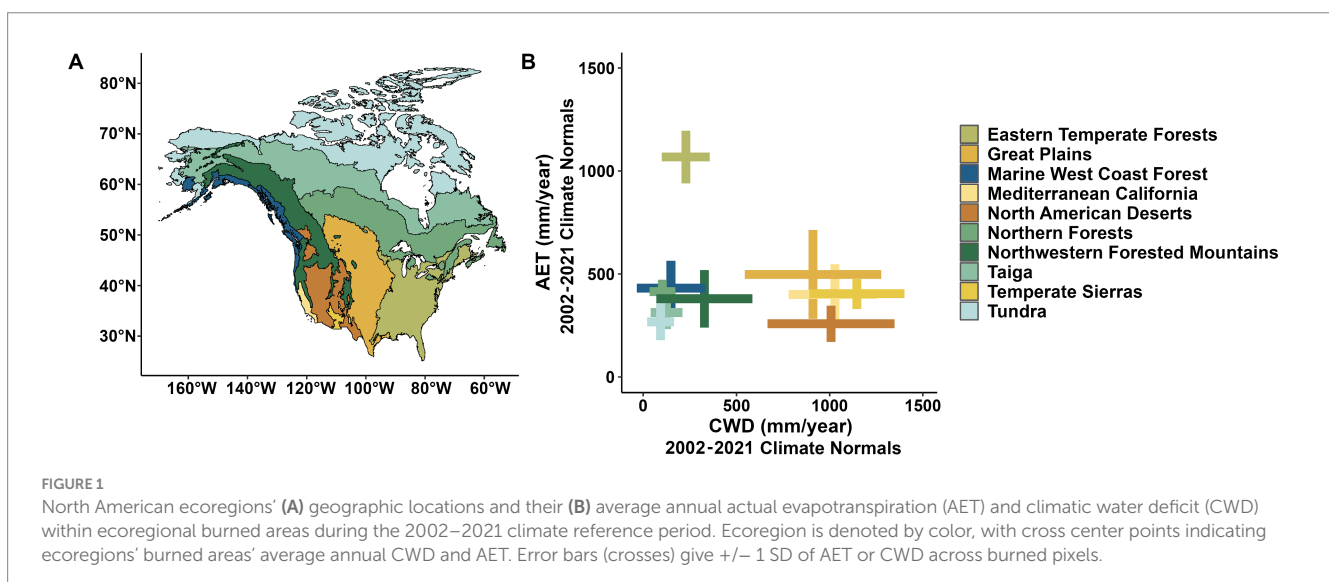 A
80°N
70°N
60°N
50°N
40°N
30°N
160°W 140°W 120°W 100°W 80°W 60°W
B
AET (mm/year)
2002-2021 Climate Normals
1500
1000
500
0
0 500 1000 1500
CWD (mm/year)
2002-2021 Climate Normals
Eastern Temperate Forests
Great Plains
Marine West Coast Forest
Mediterranean California
North American Deserts
Northern Forests
Northwestern Forested Mountains
Taiga
Temperate Sierras
Tundra
FIGURE 1
North American ecoregions’ (A) geographic locations and their (B) average annual actual evapotranspiration (AET) and climatic water deficit (CWD)
within ecoregional burned areas during the 2002–2021 climate reference period. Ecoregion is denoted by color, with cross center points indicating
ecoregions’ burned areas’ average annual CWD and AET. Error bars (crosses) give +/− 1 SD of AET or CWD across burned pixels.